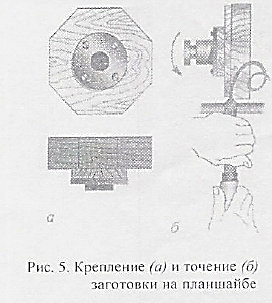 а
б
Рис. 5. Крепление (а) и точение (б)
заготовки на планшайбе